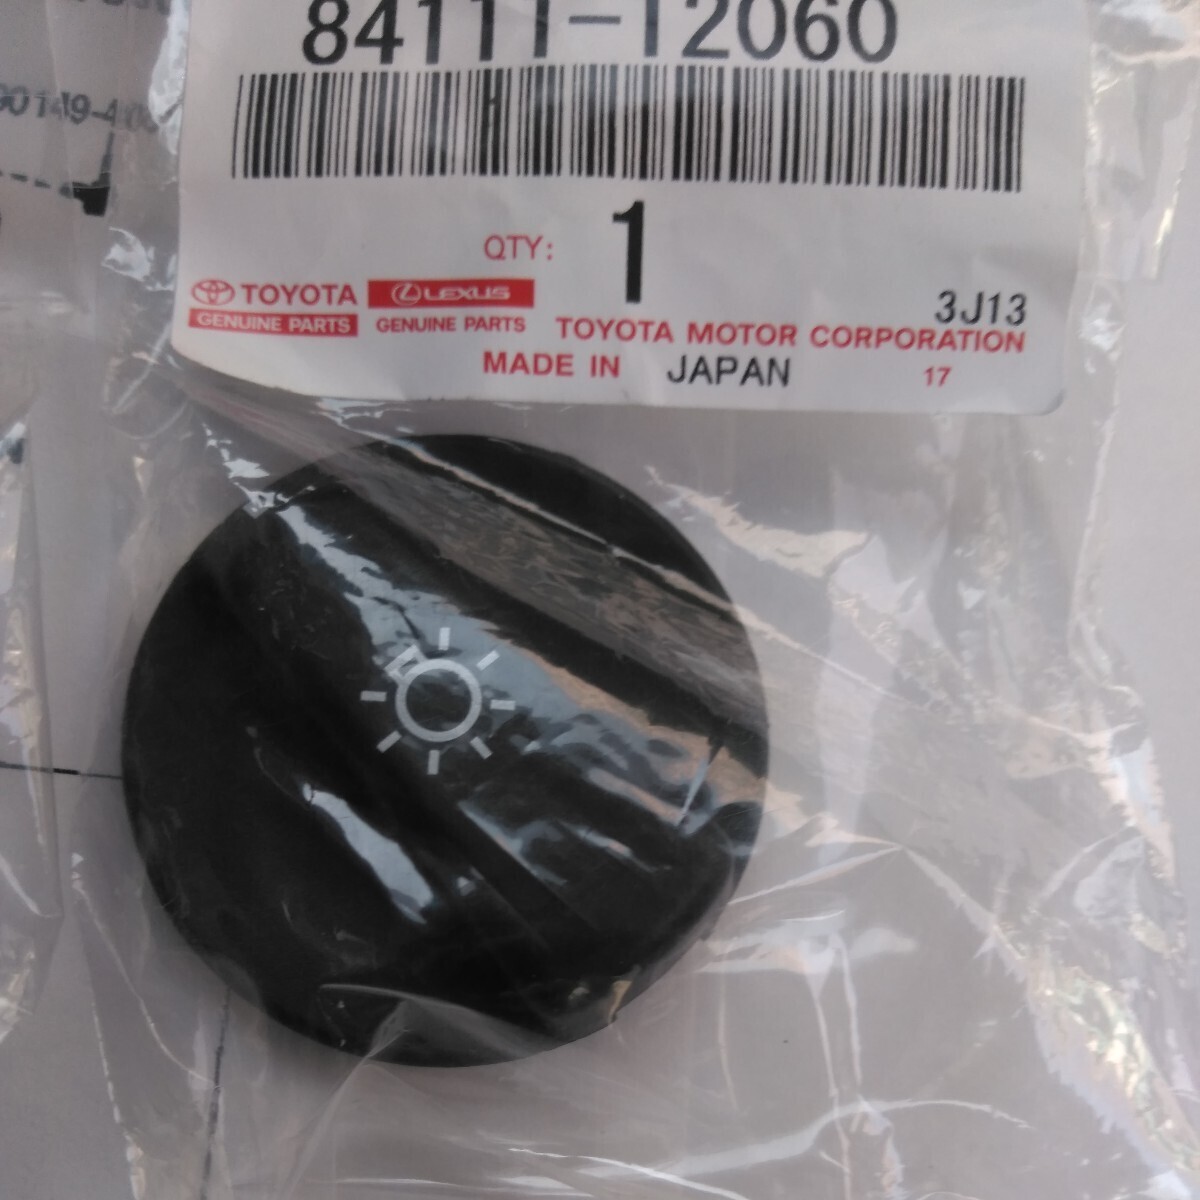 84111-12060
QTY: 1
TOYOTA LEXUS 3J13
GENUINE PARTS GENUINE PARTS TOYOTA MOTOR CORPORATION
MADE IN JAPAN 17